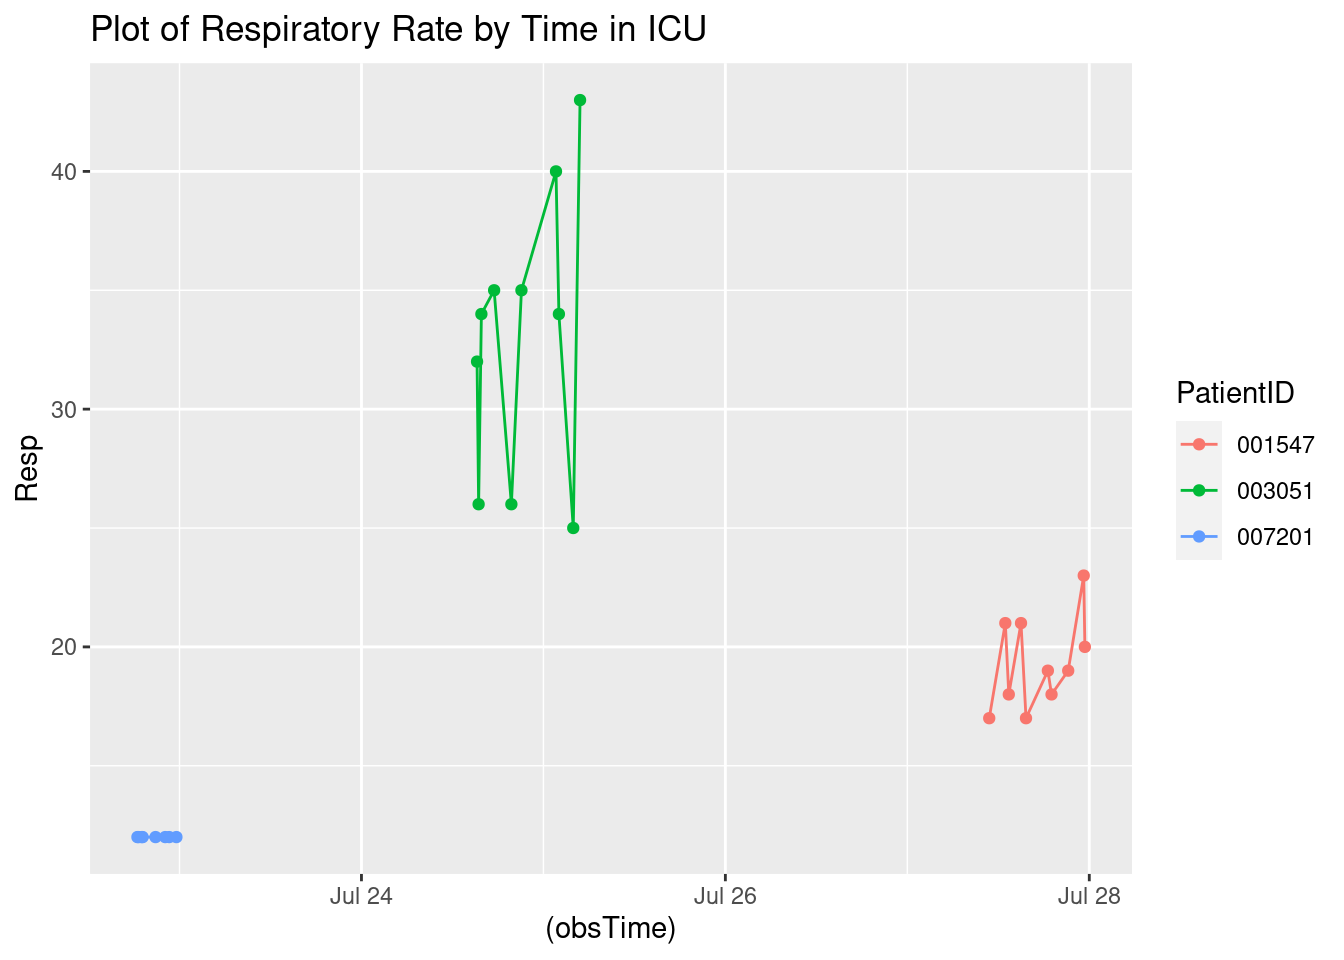 Plot of Respiratory Rate by Time in ICU
40
30
20
Resp
Jul 24
Jul 26
Jul 28
(obsTime)
PatientID
001547
003051
007201